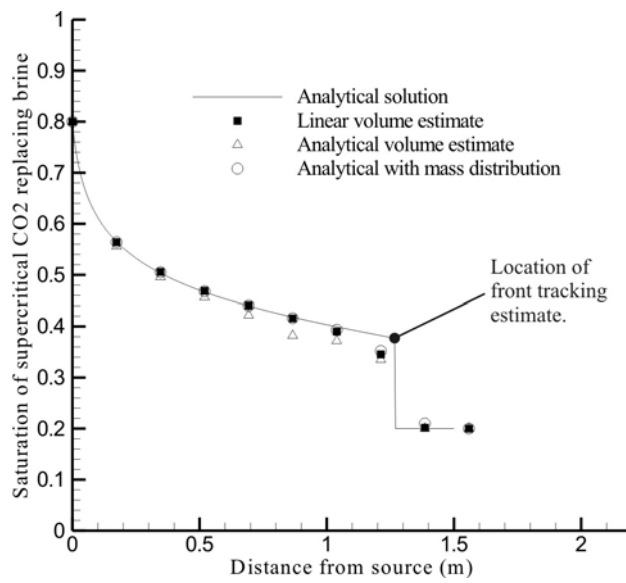 1
0.9
0.8
0.7
0.6
0.5
0.4
0.3
0.2
0.1
0
Saturation of supercritical CO2 replacing brine
Analytical solution
Linear volume estimate
Analytical volume estimate
Analytical with mass distribution
Location of
front tracking
estimate.
0
0.5
1
1.5
2
Distance from source (m)